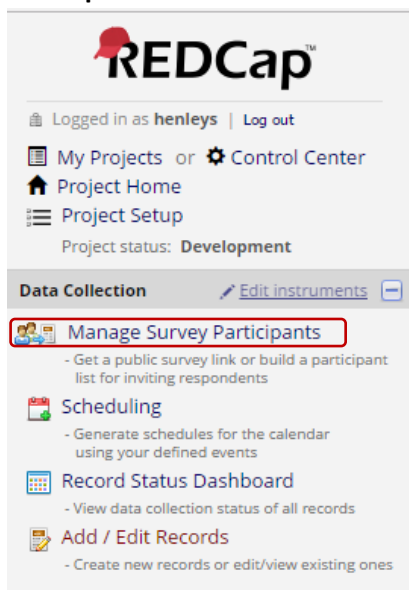 REDCap™
Logged in as henleys | Log out
My Projects or Control Center
Project Home
Project Setup
Project status: Development
Data Collection Edit instruments
Manage Survey Participants
- Get a public survey link or build a participant
list for inviting respondents
Scheduling
- Generate schedules for the calendar
using your defined events
Record Status Dashboard
- View data collection status of all records
Add / Edit Records
- Create new records or edit/view existing ones